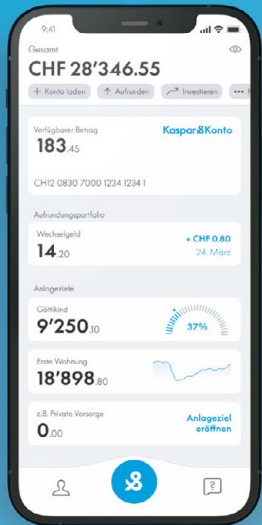 9:41
Gesamt
CHF 28'346.55
+ Konto laden
Aufrunden
Investieren
Verfügbarer Betrag
Kaspar&Konto
183.45
CH12 0830 7000 1234 1234 1
Aufrundungsportfolio
Wechselgeld
+ CHF 0.80
14.20
24. März
Anlageziele
Göttikind
9'250.10
37%
Erste Wohnung
18'898.80
z.B. Private Vorsorge
Anlageziel
0.00
eröffnen
&
?